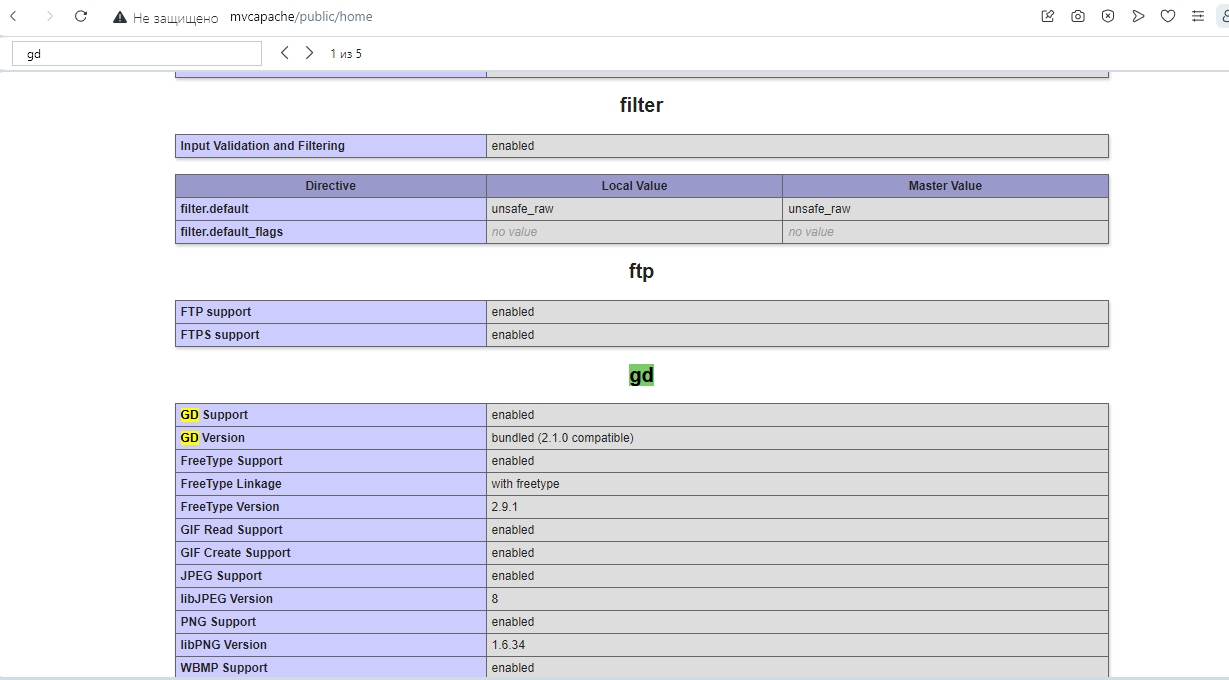 Не защищено mvcapache/public/home
gd 1 из 5
filter
Input Validation and Filtering enabled
Directive Local Value Master Value
filter.default unsafe_raw unsafe_raw
filter.default_flags no value no value
ftp
FTP support enabled
FTPS support enabled
gd
GD Support enabled
GD Version bundled (2.1.0 compatible)
FreeType Support enabled
FreeType Linkage with freetype
FreeType Version 2.9.1
GIF Read Support enabled
GIF Create Support enabled
JPEG Support enabled
libJPEG Version 8
PNG Support enabled
libPNG Version 1.6.34
WBMP Support enabled